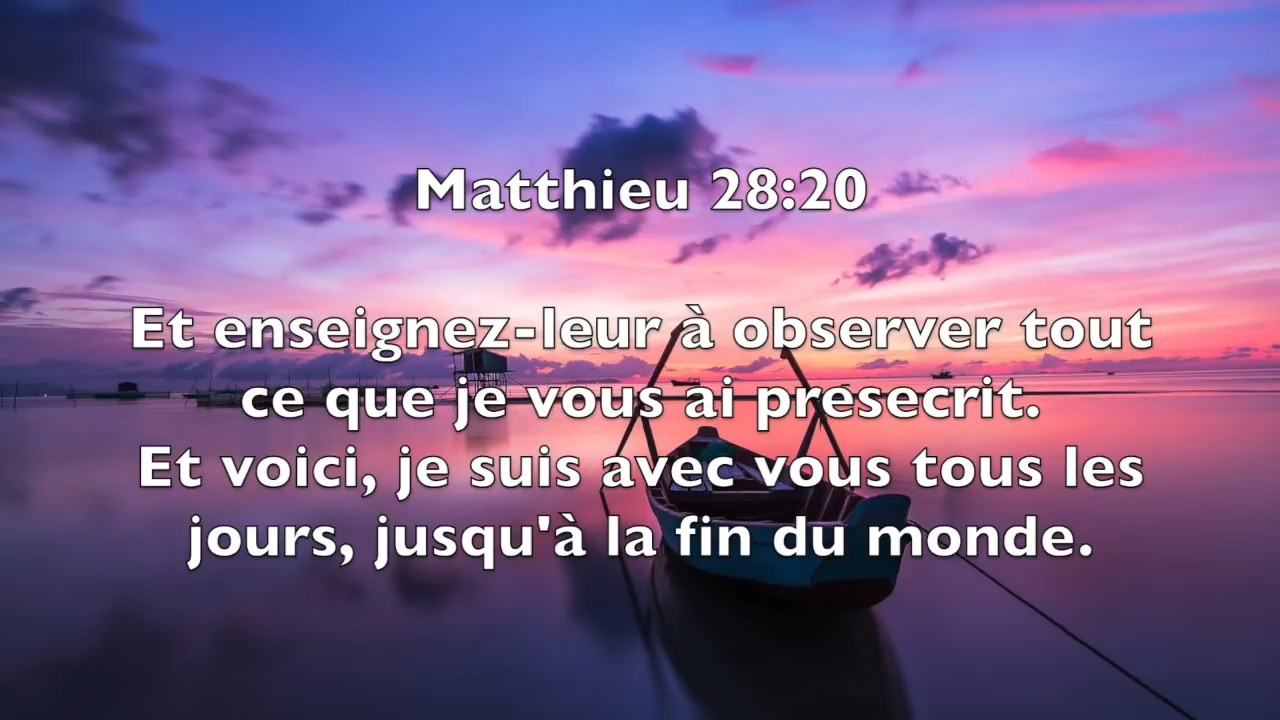 Matthieu 28:20
Et enseignez-leur à observer tout
ce que je vous ai presecrit.
Et voici, je suis avec vous tous les
jours, jusqu'à la fin du monde.